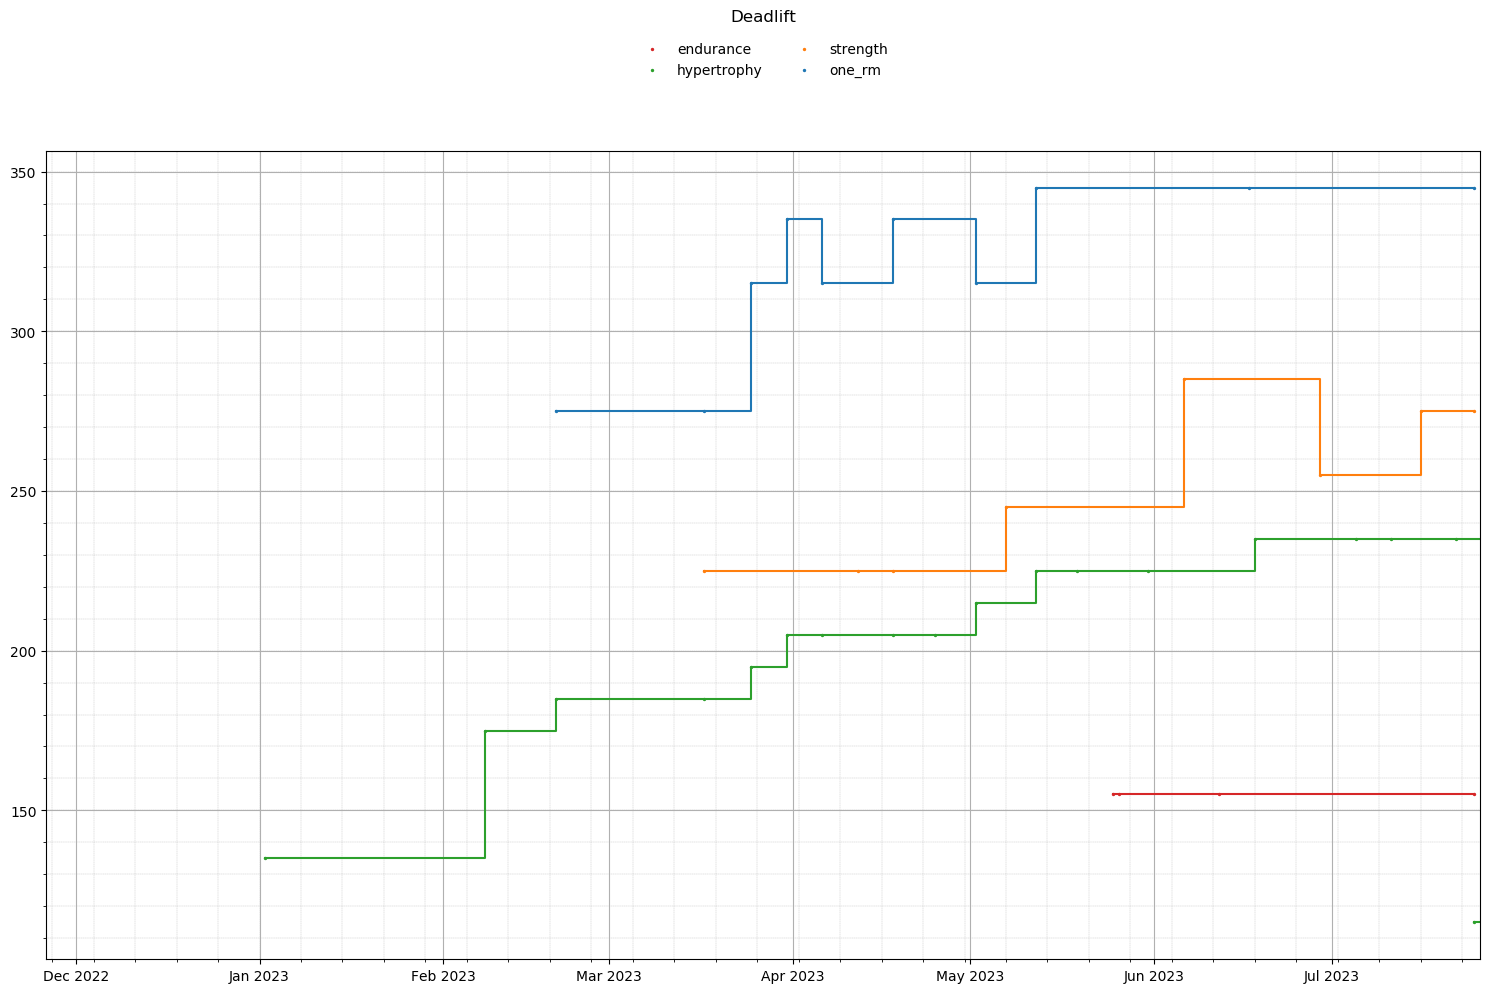 Deadlift
endurance
strength
hypertrophy
one_rm
350
300
250
200
150
Dec 2022
Jan 2023
Feb 2023
Mar 2023
Apr 2023
May 2023
Jun 2023
Jul 2023